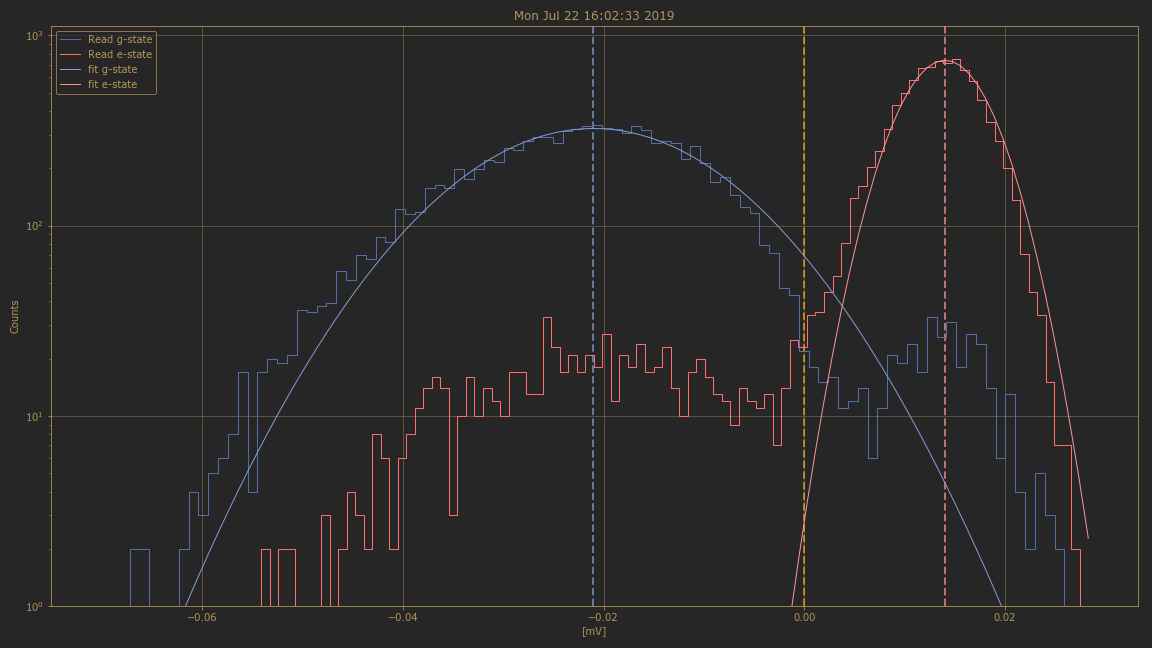 Mon Jul 22 16:02:33 2019
Read g-state
Read e-state
fit g-state
fit e-state
Counts
10³
10²
10¹
10⁰
−0.06 −0.04 −0.02 0.00 0.02
[mV]